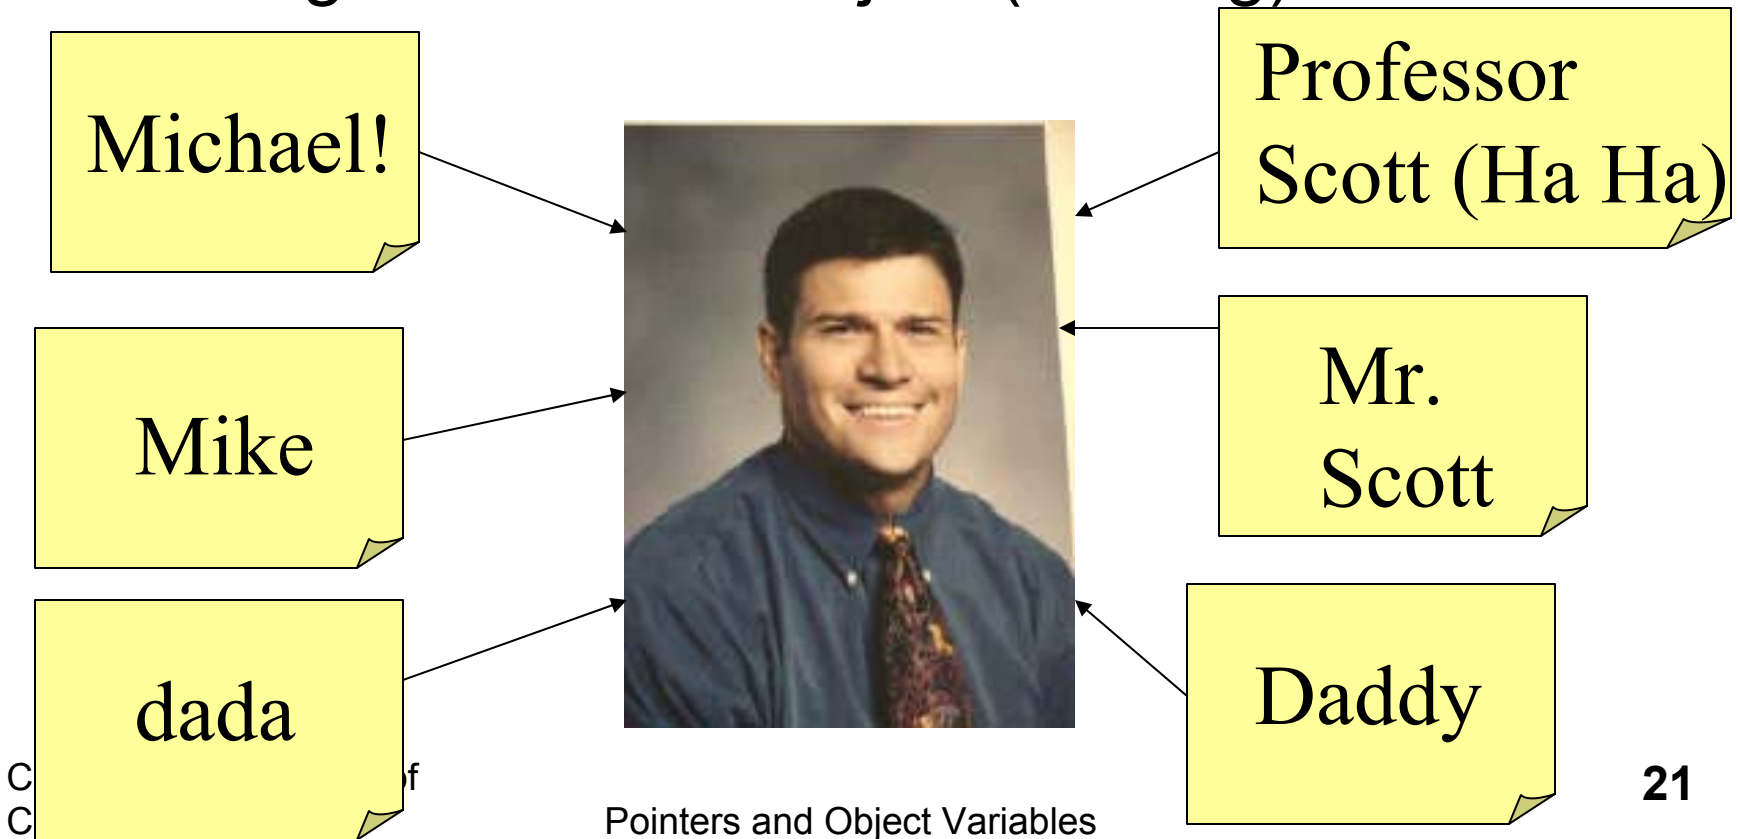 Michael!
Professor
Scott (Ha Ha)
Mike
Mr.
Scott
dada
Daddy
21
Pointers and Object Variables